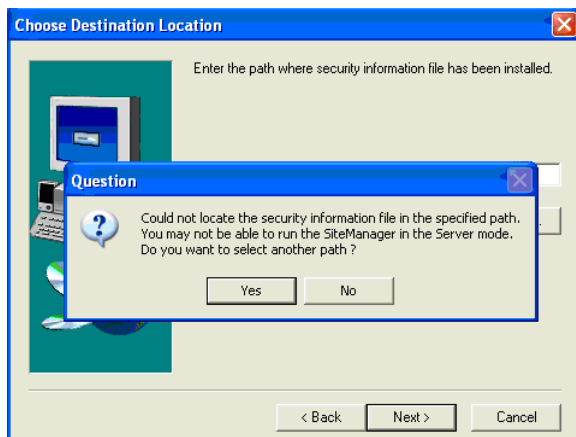 Choose Destination Location
Enter the path where security information file has been installed.
Question
Could not locate the security information file in the specified path.
You may not be able to run the SiteManager in the Server mode.
Do you want to select another path ?
Yes No
< Back Next > Cancel